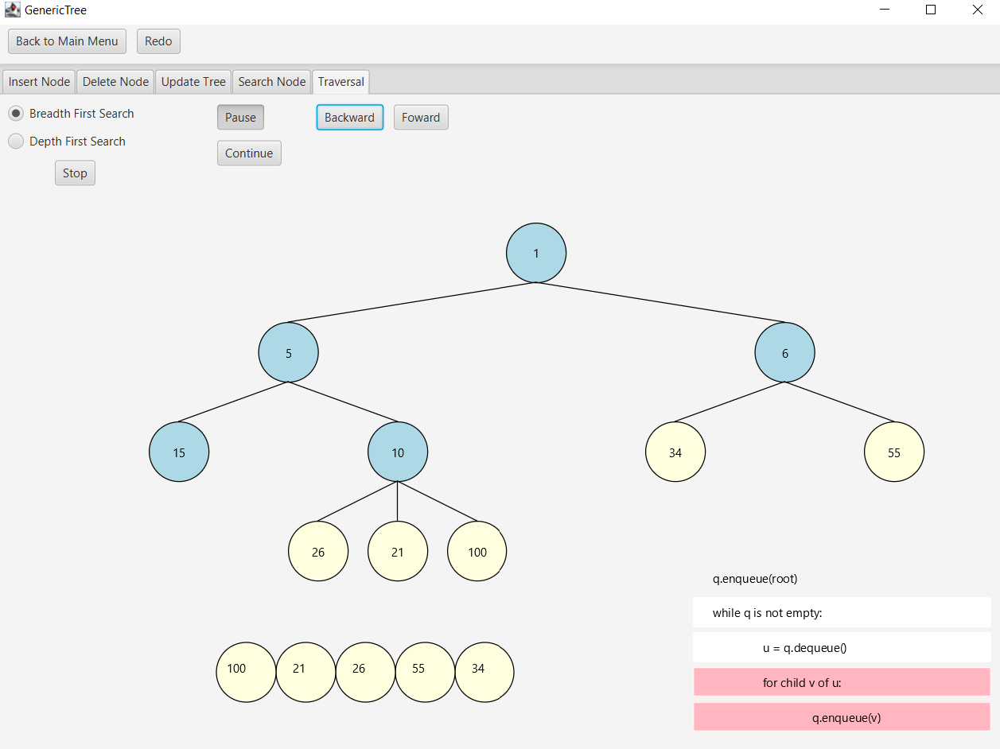 GenericTree
Back to Main Menu Redo
Insert Node Delete Node Update Tree Search Node Traversal
Breadth First Search
Depth First Search
Stop
Pause
Continue
Backward Foward
1
5 6
15 10 34 55
26 21 100
100 21 26 55 34
q.enqueue(root)
while q is not empty:
u = q.dequeue()
for child v of u:
q.enqueue(v)